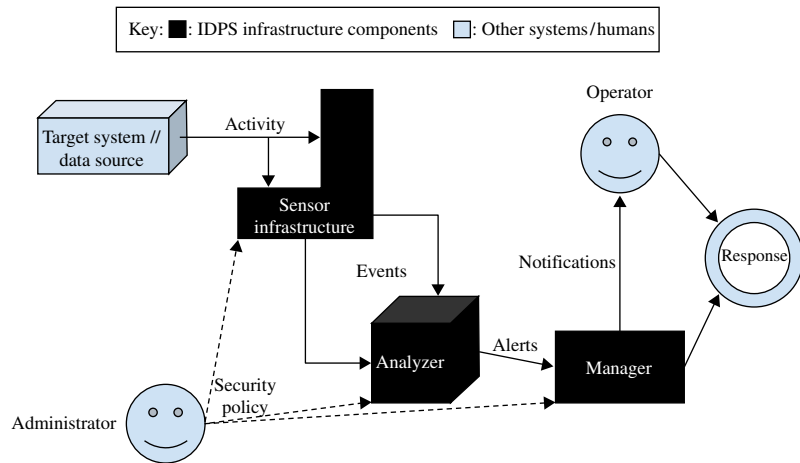 Key: : IDPS infrastructure components : Other systems/humans
Operator
Target system //
data source
Activity
Sensor
infrastructure
Response
Events
Notifications
Alerts
Analyzer
Manager
Security
policy
Administrator